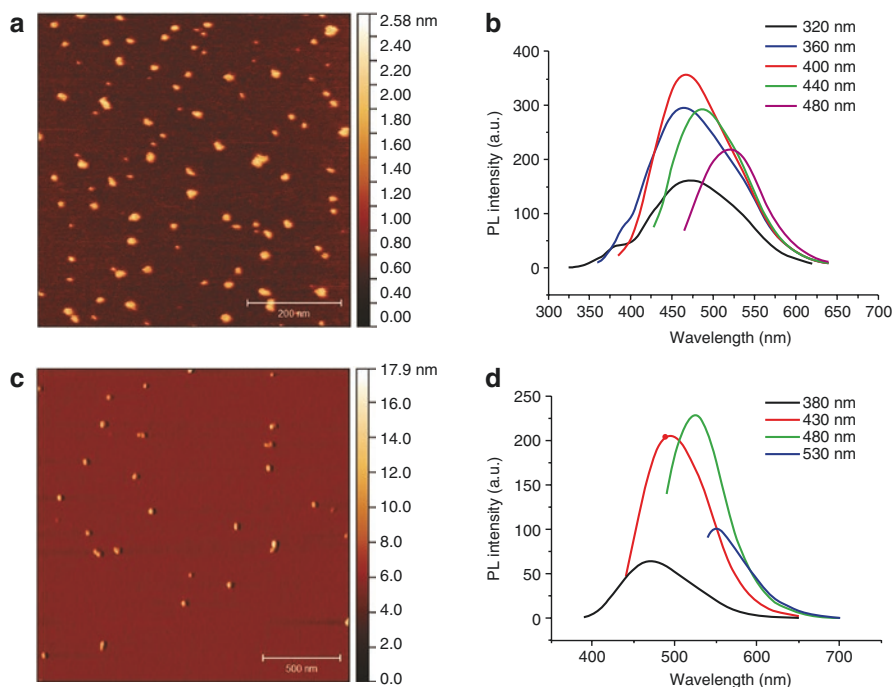 a
2.58 nm
2.40
2.20
2.00
1.80
1.60
1.40
1.20
1.00
0.80
0.60
0.40
0.00
200 nm
b
320 nm
360 nm
400 nm
440 nm
480 nm
PL intensity (a.u.)
400
300
200
100
0
300 350 400 450 500 550 600 650 700
Wavelength (nm)
c
17.9 nm
16.0
14.0
12.0
10.0
8.0
6.0
4.0
2.0
0.0
500 nm
d
380 nm
430 nm
480 nm
530 nm
PL intensity (a.u.)
250
200
150
100
50
0
400 500 600 700
Wavelength (nm)